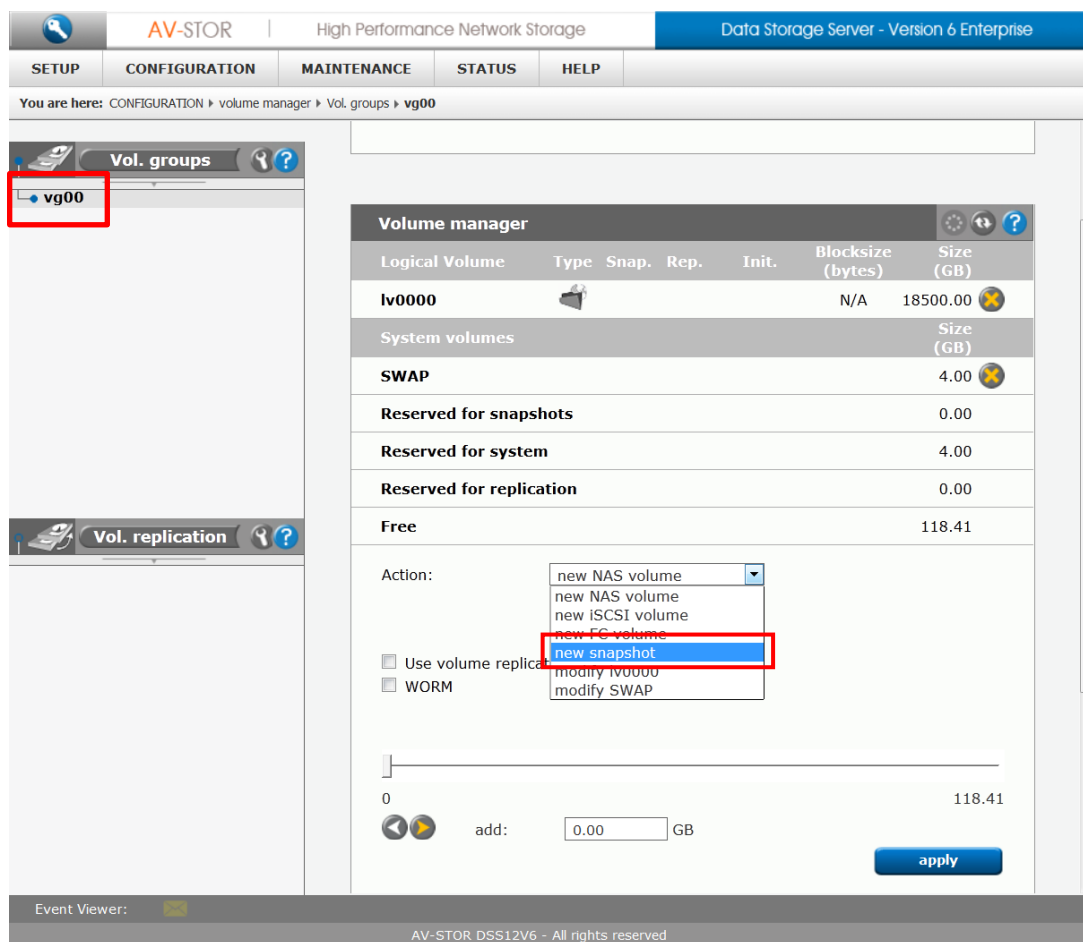 AV-STOR | High Performance Network Storage Data Storage Server - Version 6 Enterprise
SETUP CONFIGURATION MAINTENANCE STATUS HELP
You are here: CONFIGURATION volume manager Vol. groups vg00
Vol. groups ?
vg00
Volume manager ?
Logical Volume Type Snap. Rep. Init. Blocksize (bytes) Size (GB)
lv0000 N/A 18500.00
System volumes Size (GB)
SWAP 4.00
Reserved for snapshots 0.00
Reserved for system 4.00
Reserved for replication 0.00
Vol. replication ?
Free 118.41
Action: new NAS volume
new NAS volume
new iSCSI volume
new FC volume
new snapshot
modify lv0000
modify SWAP
Use volume replicat
WORM
0 118.41
add: 0.00 GB
apply
Event Viewer:
AV-STOR DSS12V6 - All rights reserved